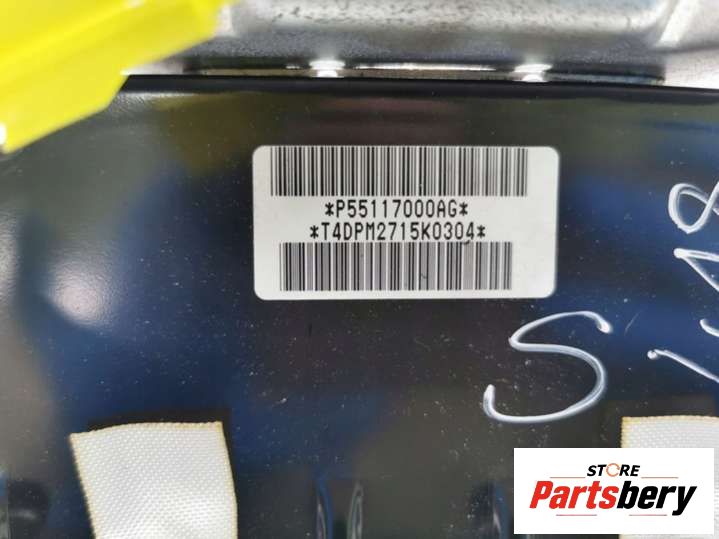 *P55117000AG*
*T4DPM2715K0304*
S
STORE
Partsbery